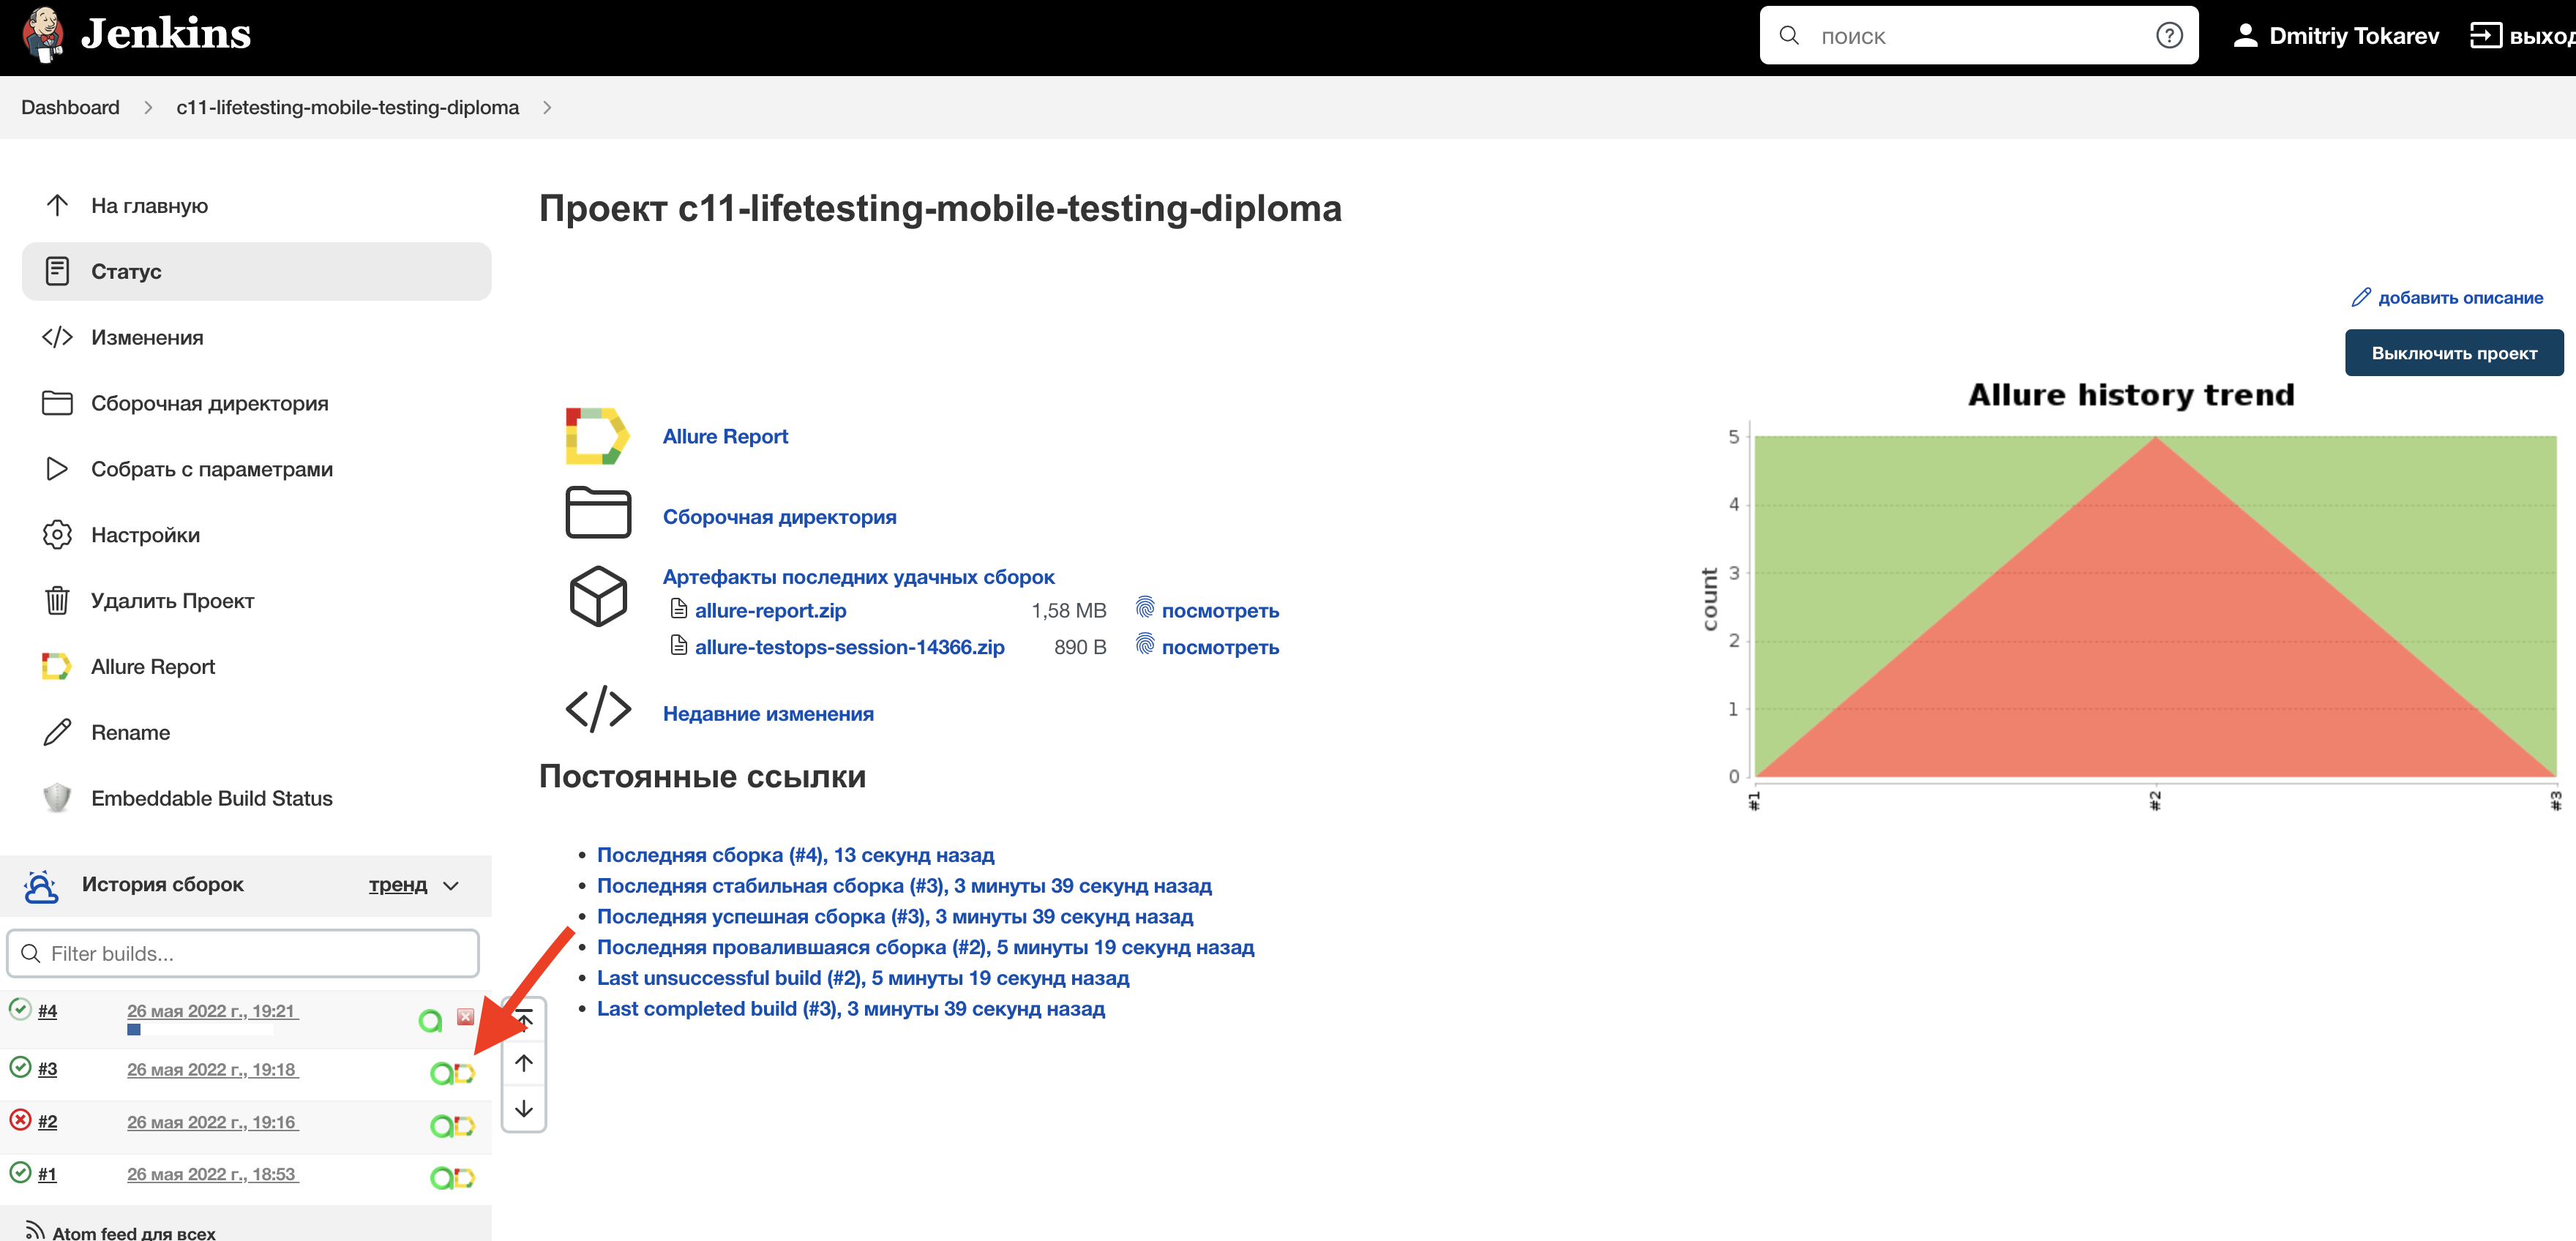 Jenkins
поиск
Dmitriy Tokarev
выход
Dashboard
c11-lifetesting-mobile-testing-diploma
На главную
Статус
Изменения
Сборочная директория
Собрать с параметрами
Настройки
Удалить Проект
Allure Report
Rename
Embeddable Build Status
История сборок
тренд
Filter builds...
#4 26 мая 2022 г., 19:21
#3 26 мая 2022 г., 19:18
#2 26 мая 2022 г., 19:16
#1 26 мая 2022 г., 18:53
Atom feed для всех
Проект c11-lifetesting-mobile-testing-diploma
добавить описание
Выключить проект
Allure Report
Сборочная директория
Артефакты последних удачных сборок
allure-report.zip 1,58 MB посмотреть
allure-testops-session-14366.zip 890 B посмотреть
Недавние изменения
Постоянные ссылки
Последняя сборка (#4), 13 секунд назад
Последняя стабильная сборка (#3), 3 минуты 39 секунд назад
Последняя успешная сборка (#3), 3 минуты 39 секунд назад
Последняя провалившаяся сборка (#2), 5 минуты 19 секунд назад
Last unsuccessful build (#2), 5 минуты 19 секунд назад
Last completed build (#3), 3 минуты 39 секунд назад
Allure history trend
count
5
4
3
2
1
0
#1
#2
#3